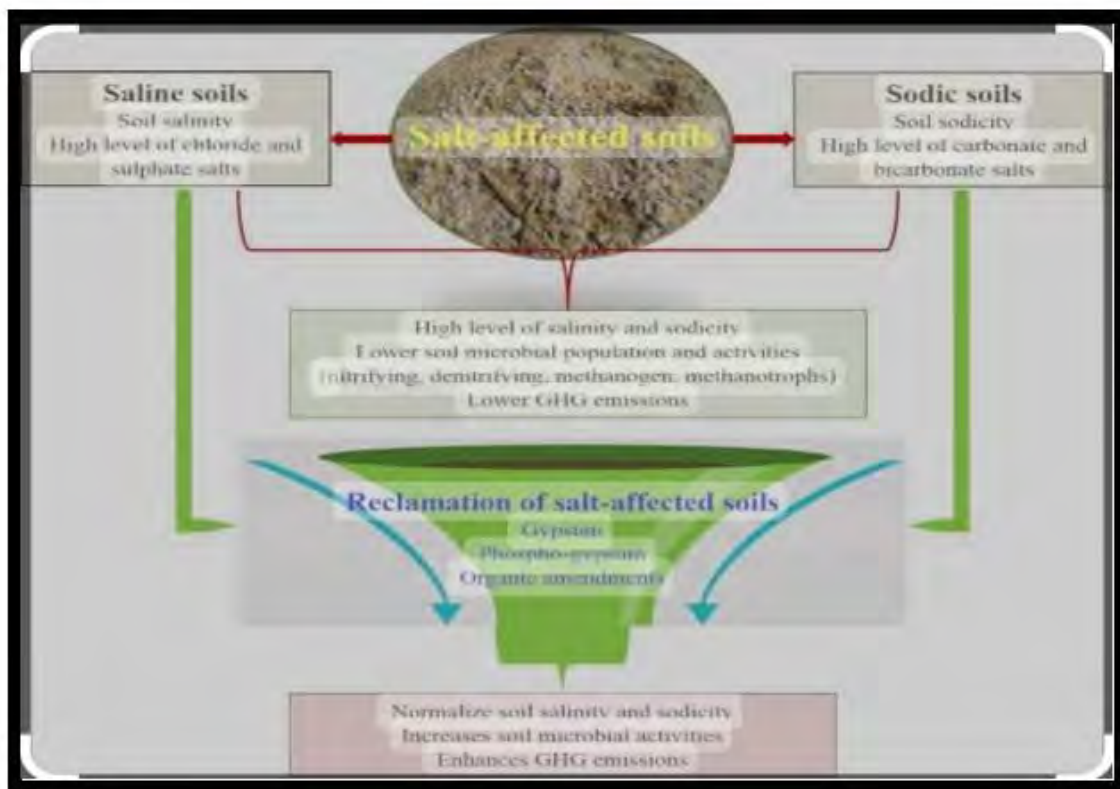 Salt-affected soils
Saline soils
Soil salinity
High level of chloride and
sulphate salts
Sodic soils
Soil sodicity
High level of carbonate and
bicarbonate salts
High level of salinity and sodicity
Lower soil microbial population and activities
(nitrifying, denitrifying, methanogen, methanotrophs)
Lower GHG emissions
Reclamation of salt-affected soils
Gypsum
Phospho-gypsum
Organic amendments
Normalize soil salinity and sodicity
Increases soil microbial activities
Enhances GHG emissions